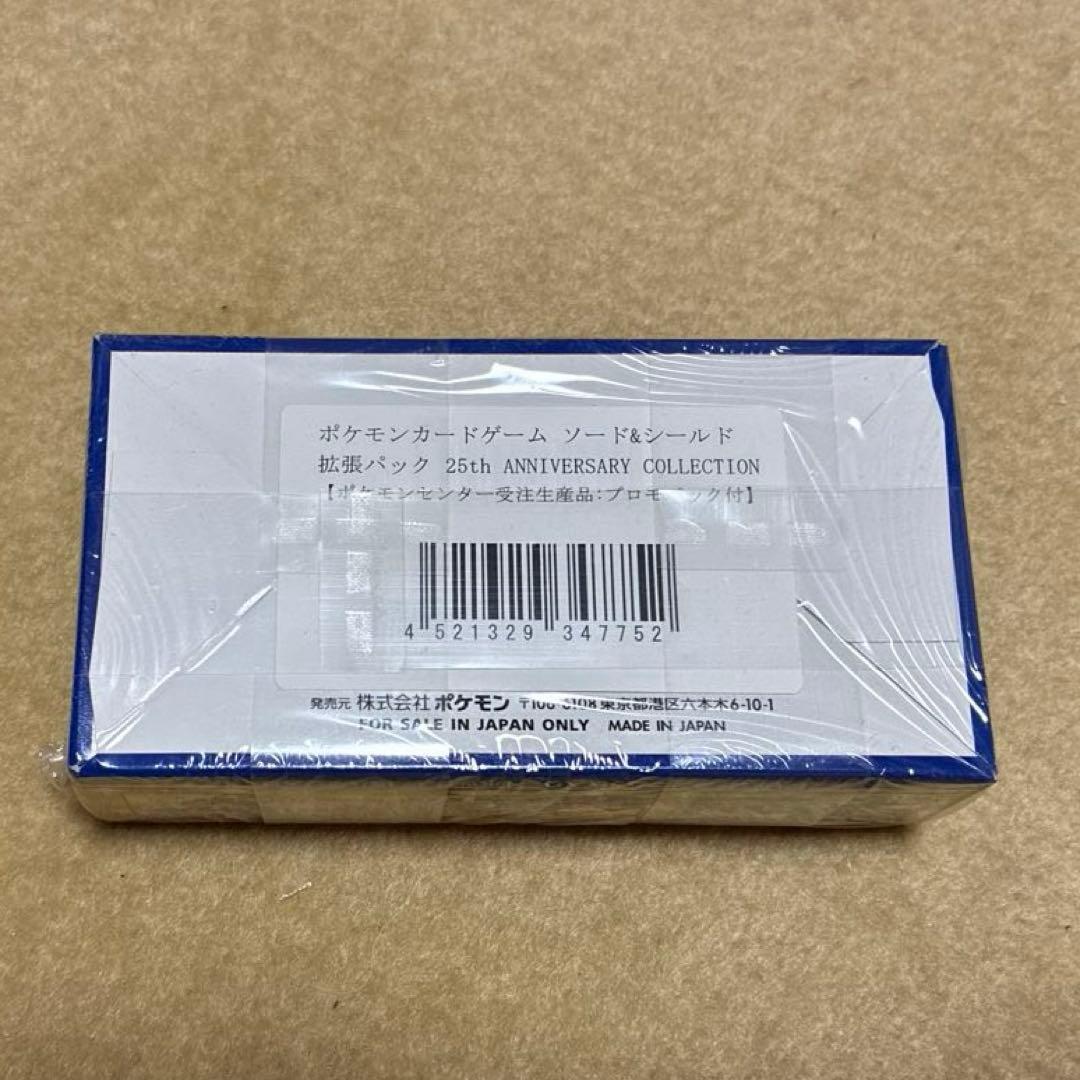 ポケモンカードゲーム ソード&シールド
拡張パック 25th ANNIVERSARY COLLECTION
【ポケモンセンター受注生産品:プロモ ック付】
4 521329 347752
発売元 株式会社ポケモン 東京都港区六本木6-10-1
FOR SALE IN JAPAN ONLY MADE IN JAPAN